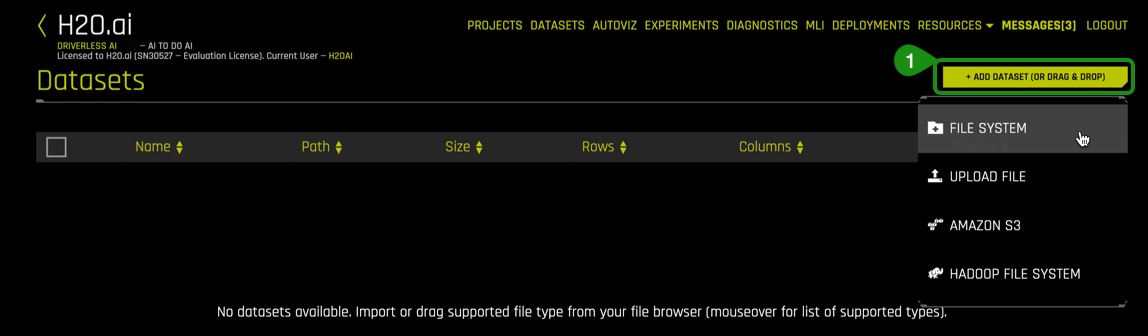 H2O.ai
PROJECTS DATASETS AUTOVIZ EXPERIMENTS DIAGNOSTICS MLI DEPLOYMENTS RESOURCES MESSAGES[3] LOGOUT
DRIVERLESS AI — AI TO DO AI
Licensed to H2O.ai (SN30527 — Evaluation License). Current User — H2OAI
Datasets
1
+ ADD DATASET (OR DRAG & DROP)
Name Path Size Rows Columns
FILE SYSTEM
UPLOAD FILE
AMAZON S3
HADOOP FILE SYSTEM
No datasets available. Import or drag supported file type from your file browser (mouseover for list of supported types).